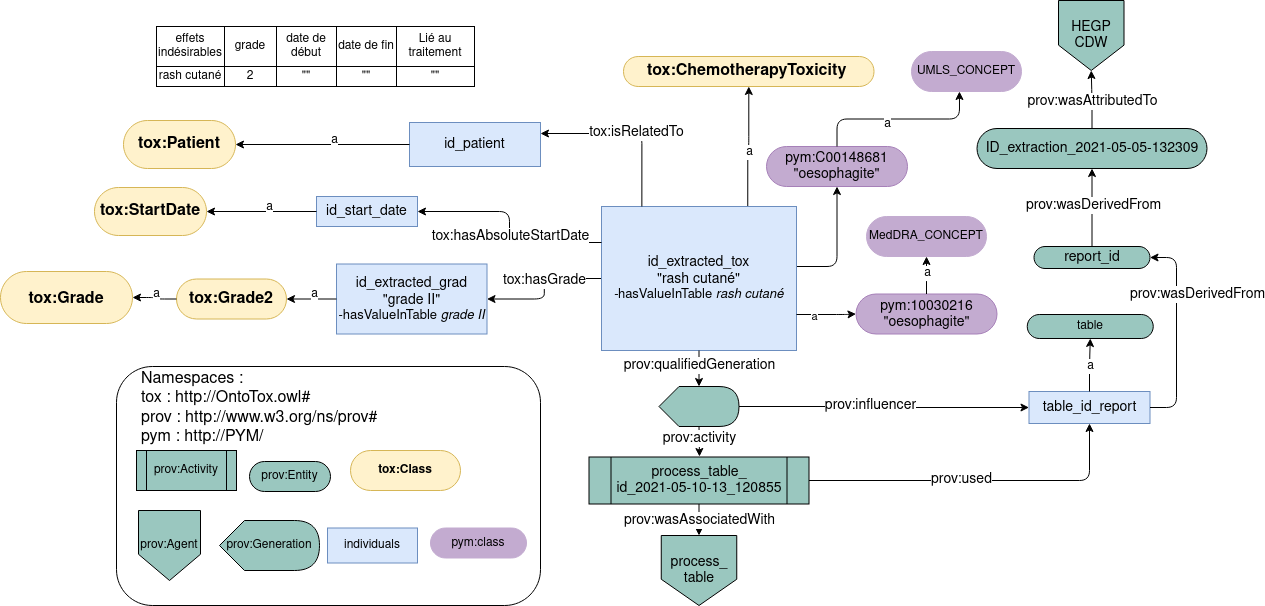 effets
indésirables
grade
date de
début
date de fin
Lié au
traitement
rash cutané
2
""
""
""
HEGP
CDW
tox:ChemotherapyToxicity
UMLS_CONCEPT
prov:wasAttributedTo
a
tox:Patient
a
id_patient
tox:isRelatedTo
a
pym:C00148681
"oesophagite"
ID_extraction_2021-05-05-132309
tox:StartDate
a
id_start_date
tox:hasAbsoluteStartDate
prov:wasDerivedFrom
MedDRA_CONCEPT
report_id
id_extracted_tox
"rash cutané"
-hasValueInTable rash cutané
a
tox:Grade
a
tox:Grade2
a
id_extracted_grad
"grade II"
-hasValueInTable grade II
tox:hasGrade
a
pym:10030216
"oesophagite"
prov:wasDerivedFrom
table
a
prov:qualifiedGeneration
prov:influencer
table_id_report
prov:activity
process_table_
id_2021-05-10-13_120855
prov:used
prov:wasAssociatedWith
process_
table
Namespaces :
tox : http://OntoTox.owl#
prov : http://www.w3.org/ns/prov#
pym : http://PYM/
prov:Activity
prov:Entity
tox:Class
prov:Agent
prov:Generation
individuals
pym:class